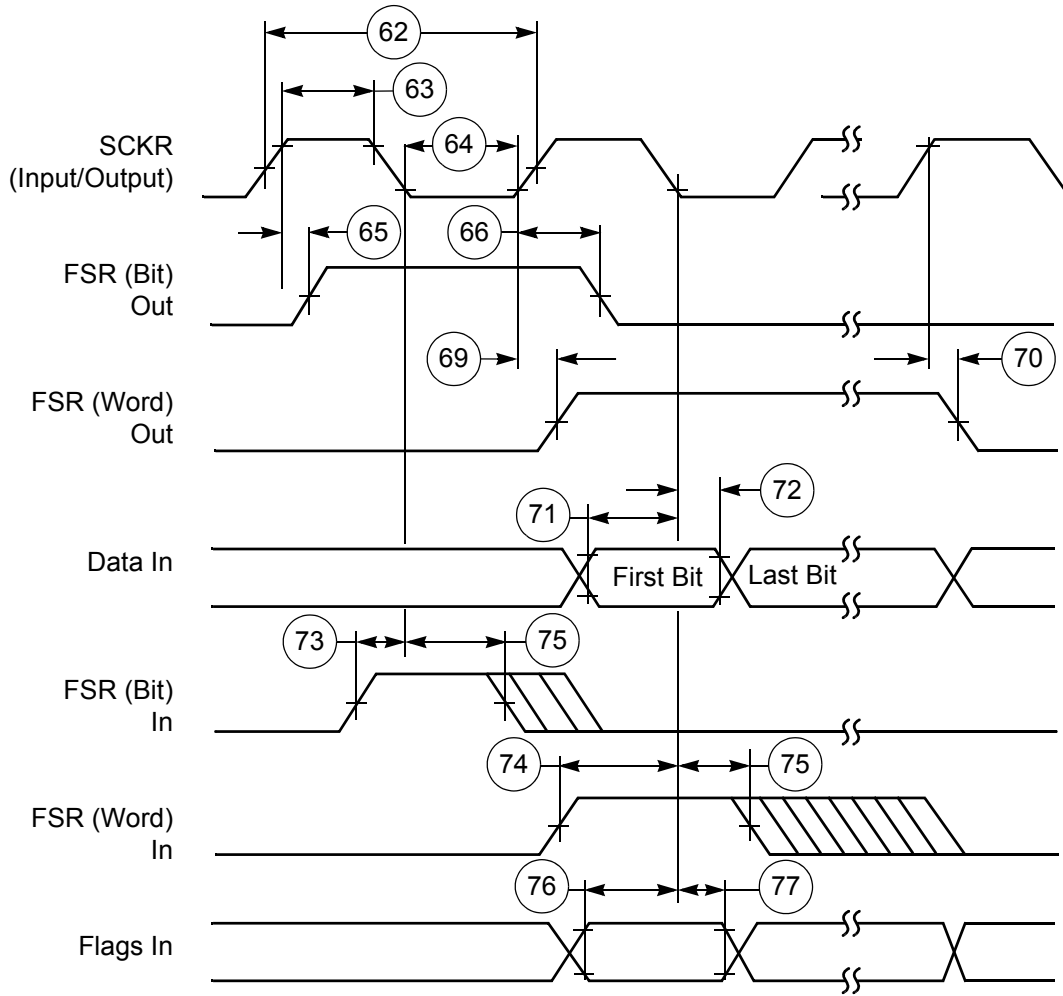 62
63
SCKR
(Input/Output)
64
65
66
FSR (Bit)
Out
69
70
FSR (Word)
Out
71
72
Data In
First Bit
Last Bit
73
75
FSR (Bit)
In
74
75
FSR (Word)
In
76
77
Flags In